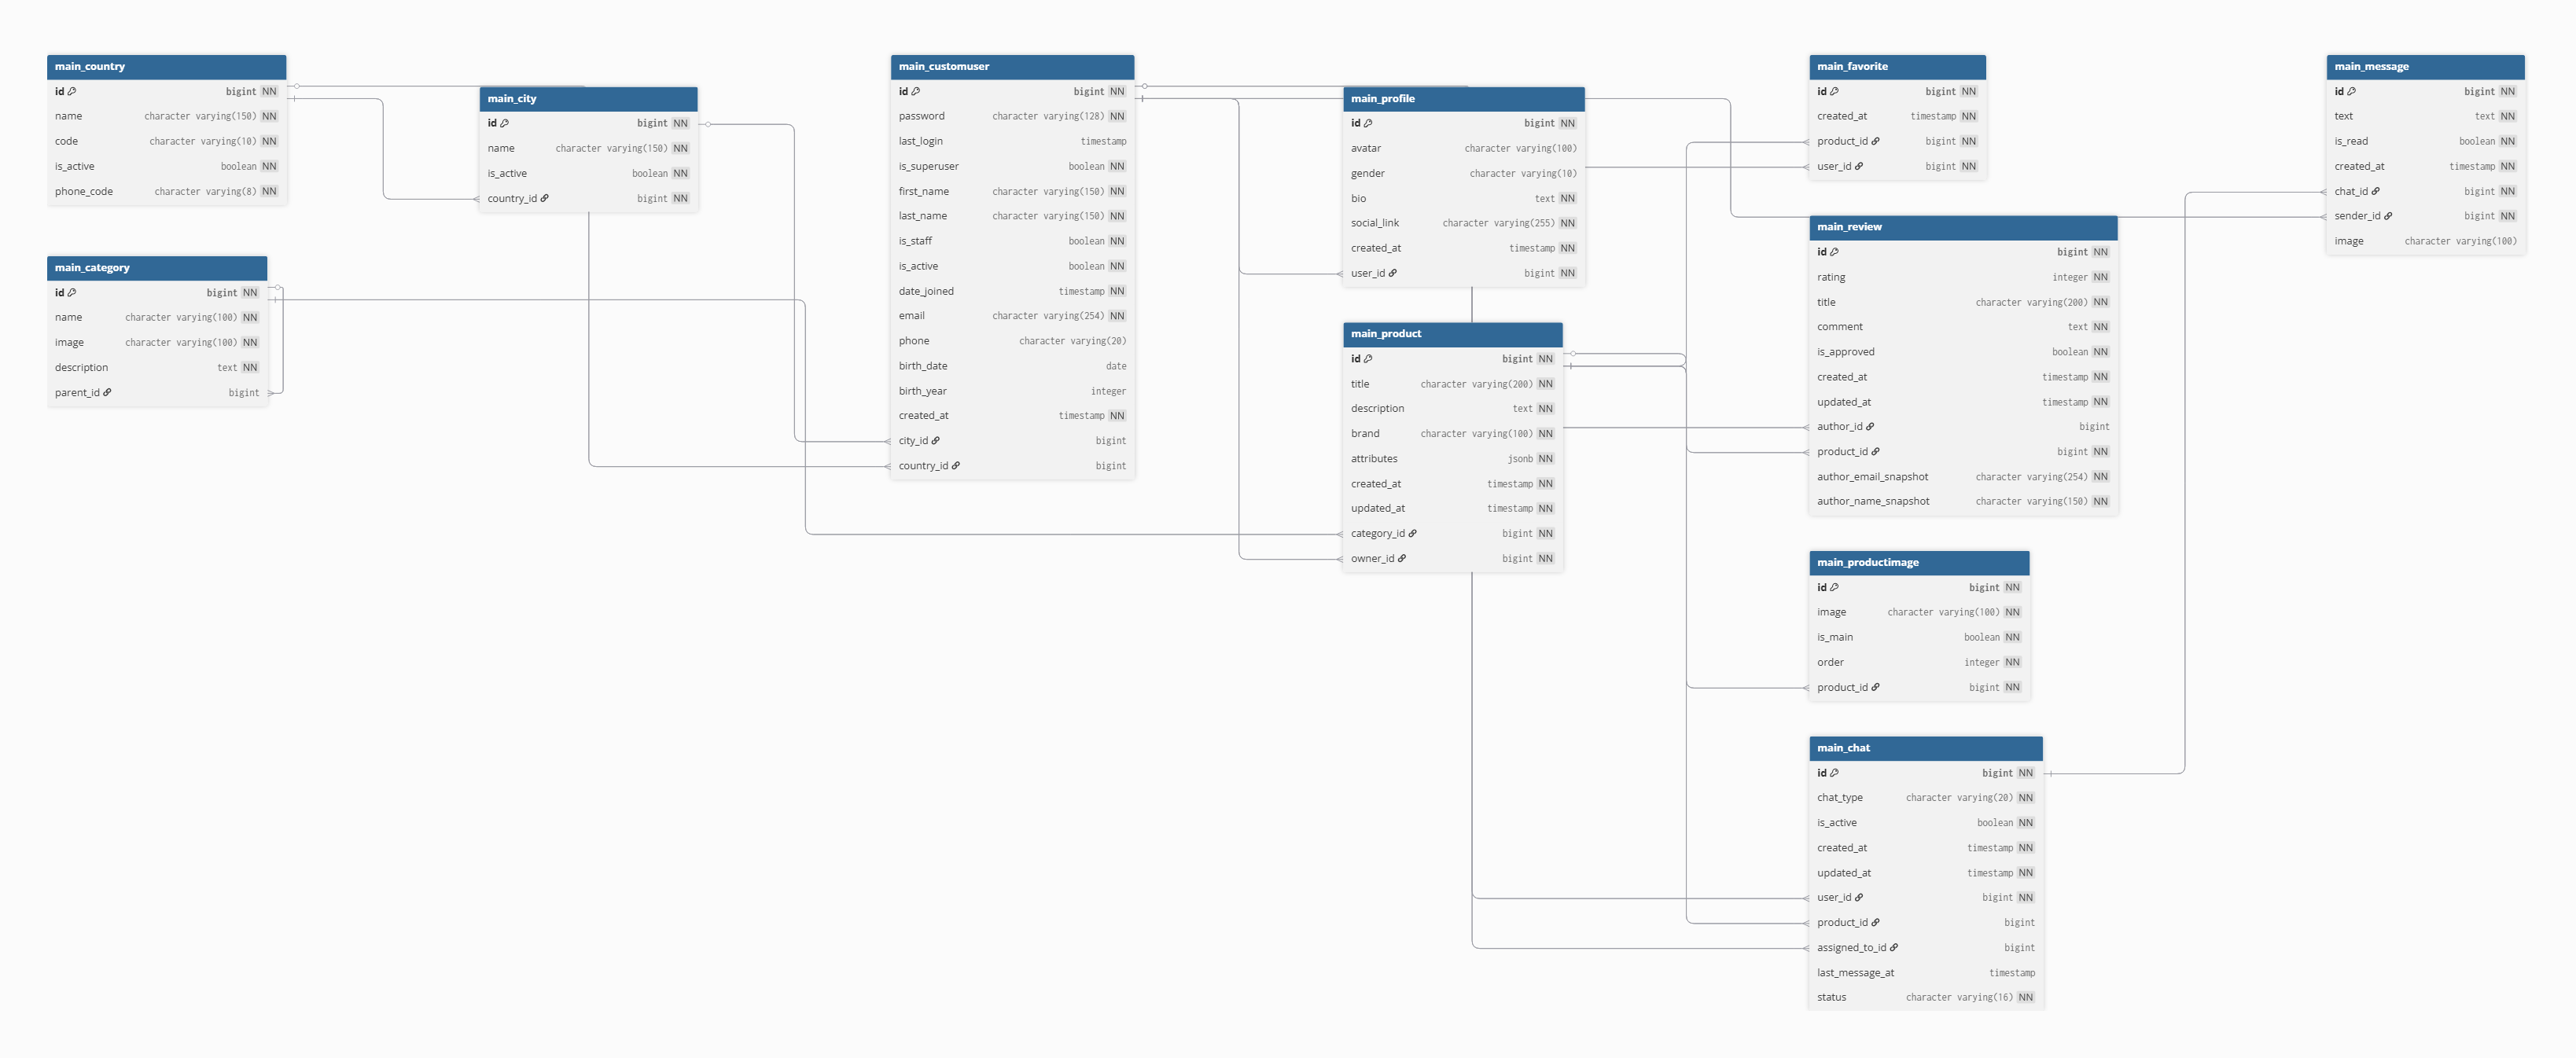 main_country
id bigint NN
name character varying(150) NN
code character varying(10) NN
is_active boolean NN
phone_code character varying(8) NN
main_category
id bigint NN
name character varying(100) NN
image character varying(100) NN
description text NN
parent_id bigint
main_city
id bigint NN
name character varying(150) NN
is_active boolean NN
country_id bigint NN
main_customuser
id bigint NN
password character varying(128) NN
last_login timestamp
is_superuser boolean NN
first_name character varying(150) NN
last_name character varying(150) NN
is_staff boolean NN
is_active boolean NN
date_joined timestamp NN
email character varying(254) NN
phone character varying(20)
birth_date date
birth_year integer
created_at timestamp NN
city_id bigint
country_id bigint
main_profile
id bigint NN
avatar character varying(100)
gender character varying(10)
bio text NN
social_link character varying(255) NN
created_at timestamp NN
user_id bigint NN
main_product
id bigint NN
title character varying(200) NN
description text NN
brand character varying(100) NN
attributes jsonb NN
created_at timestamp NN
updated_at timestamp NN
category_id bigint NN
owner_id bigint NN
main_favorite
id bigint NN
created_at timestamp NN
product_id bigint NN
user_id bigint NN
main_review
id bigint NN
rating integer NN
title character varying(200) NN
comment text NN
is_approved boolean NN
created_at timestamp NN
updated_at timestamp NN
author_id bigint
product_id bigint NN
author_email_snapshot character varying(254) NN
author_name_snapshot character varying(150) NN
main_productimage
id bigint NN
image character varying(100) NN
is_main boolean NN
order integer NN
product_id bigint NN
main_chat
id bigint NN
chat_type character varying(20) NN
is_active boolean NN
created_at timestamp NN
updated_at timestamp NN
user_id bigint NN
product_id bigint
assigned_to_id bigint
last_message_at timestamp
status character varying(16) NN
main_message
id bigint NN
text text NN
is_read boolean NN
created_at timestamp NN
chat_id bigint NN
sender_id bigint NN
image character varying(100)